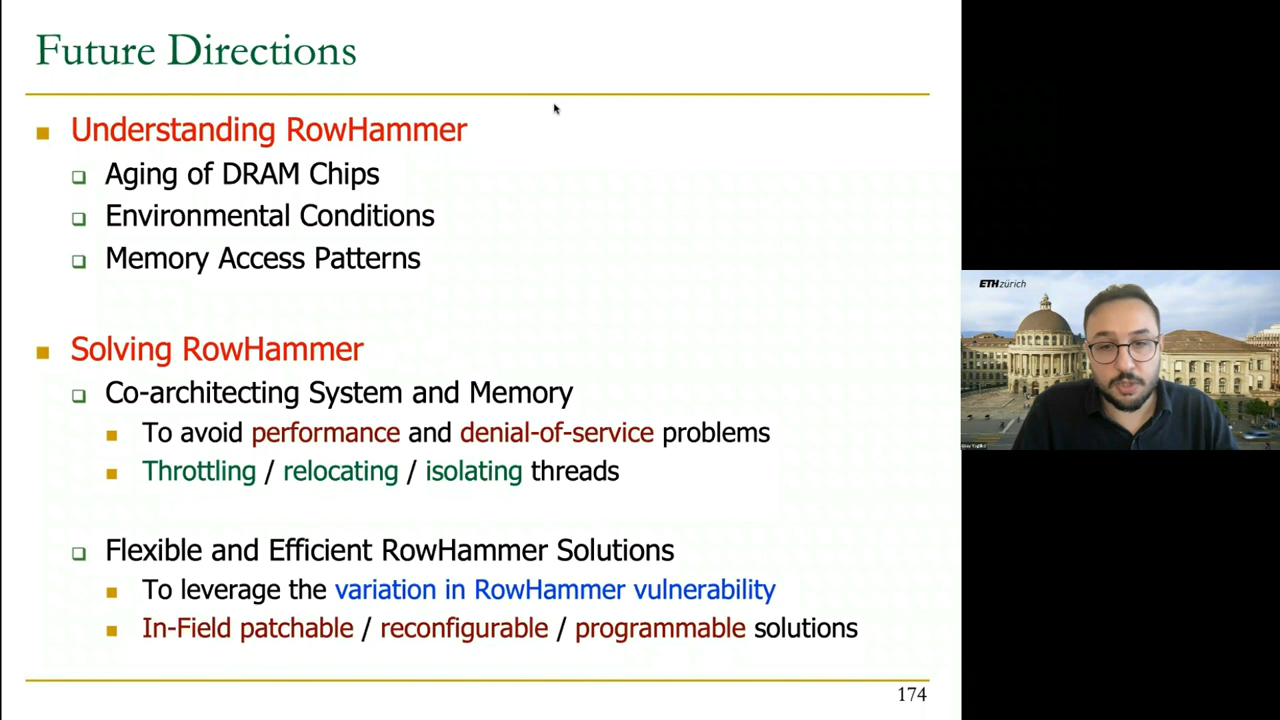 Future Directions
Understanding RowHammer
Aging of DRAM Chips
Environmental Conditions
Memory Access Patterns
Solving RowHammer
Co-architecting System and Memory
To avoid performance and denial-of-service problems
Throttling / relocating / isolating threads
Flexible and Efficient RowHammer Solutions
To leverage the variation in RowHammer vulnerability
In-Field patchable / reconfigurable / programmable solutions
174
ETH zürich